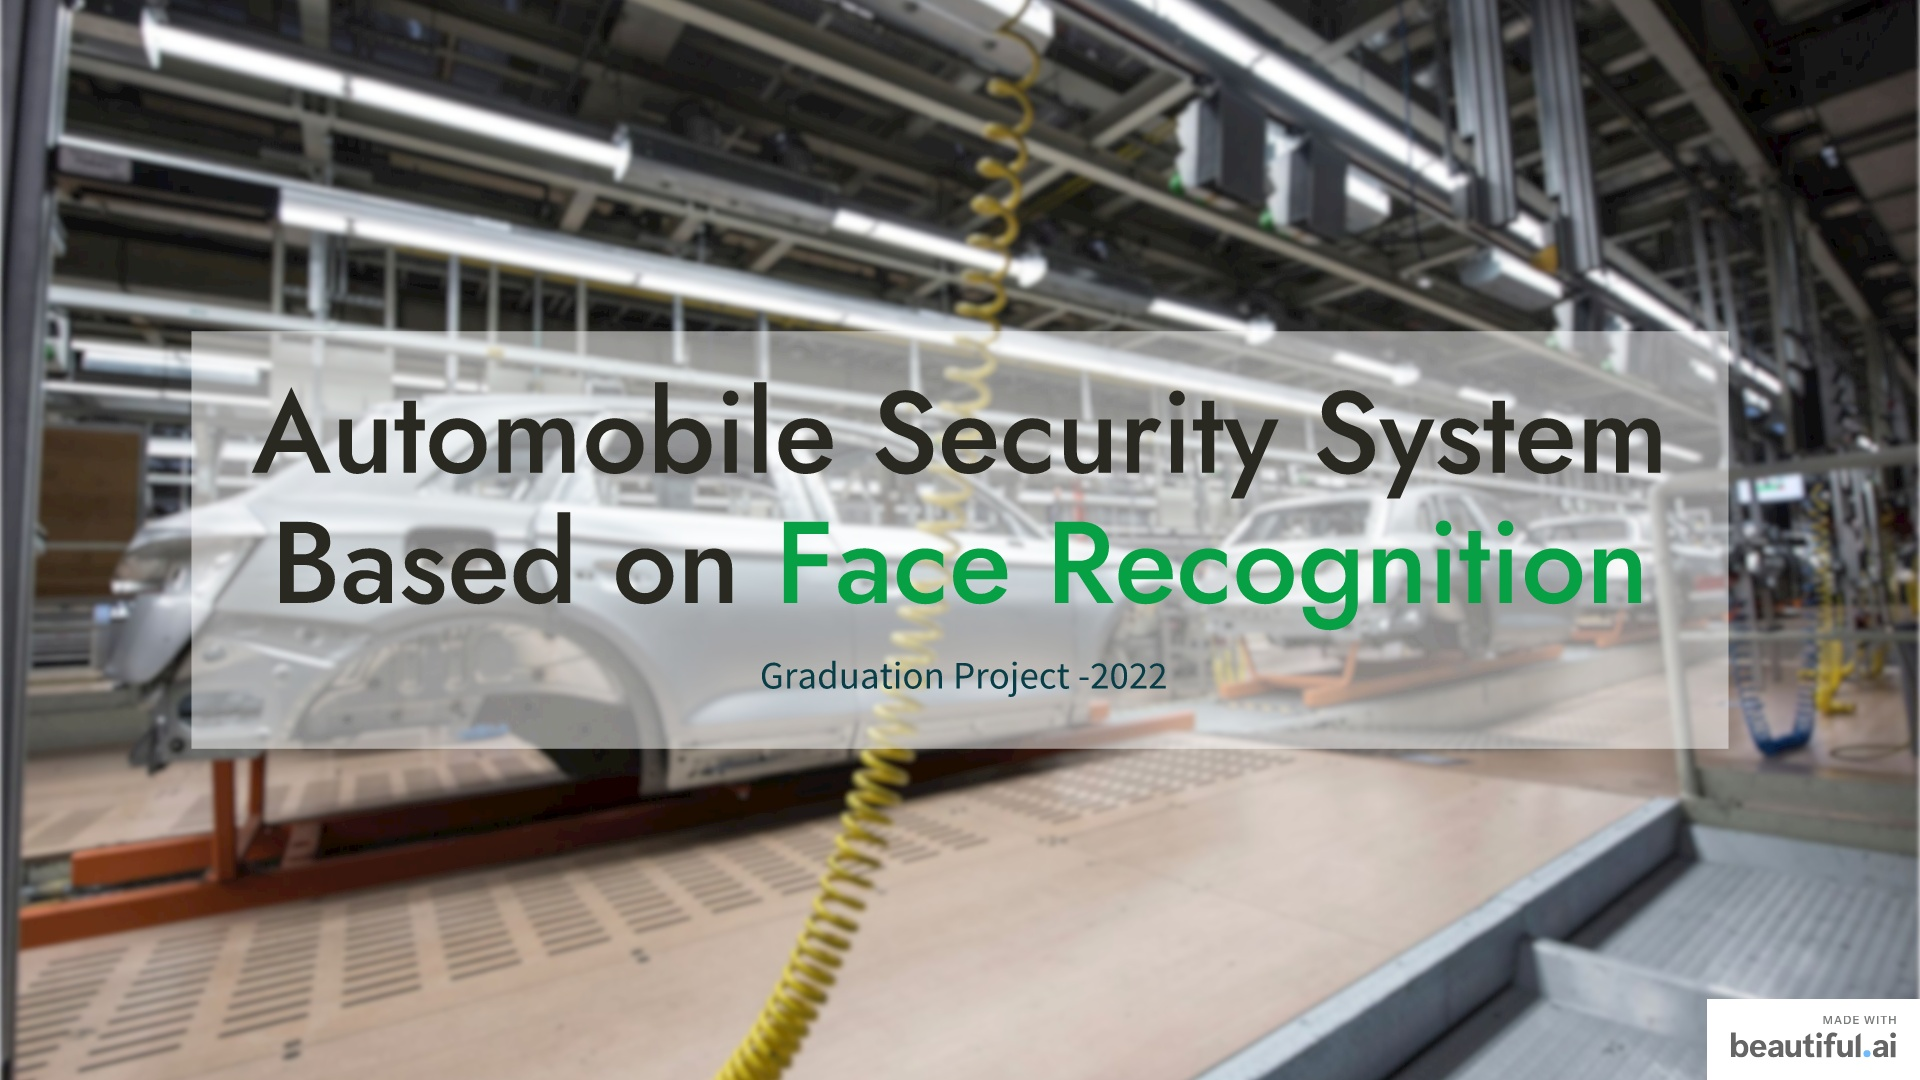 Automobile Security System
Based on Face Recognition
Graduation Project -2022
MADE WITH
beautiful.ai